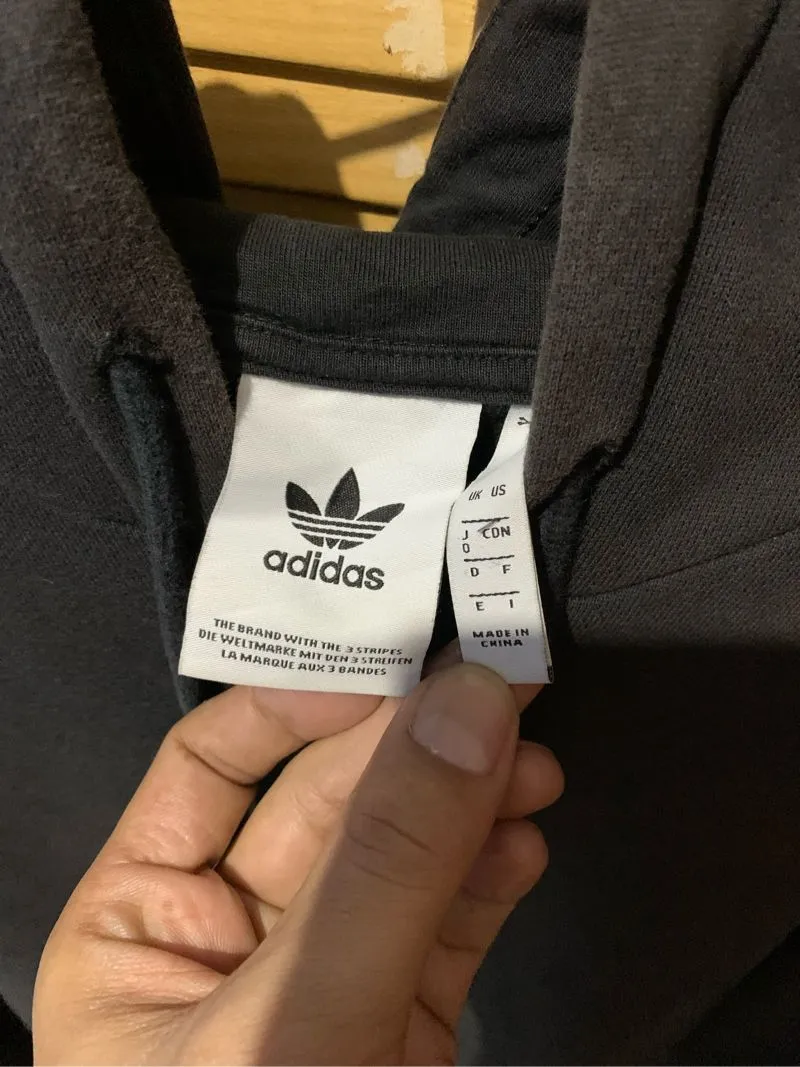 adidas
THE BRAND WITH THE 3 STRIPES
DIE WELTMARKE MIT DEN 3 STREIFEN
LA MARQUE AUX 3 BANDES
UK US
J CDN
O
D F
E I
MADE IN
CHINA